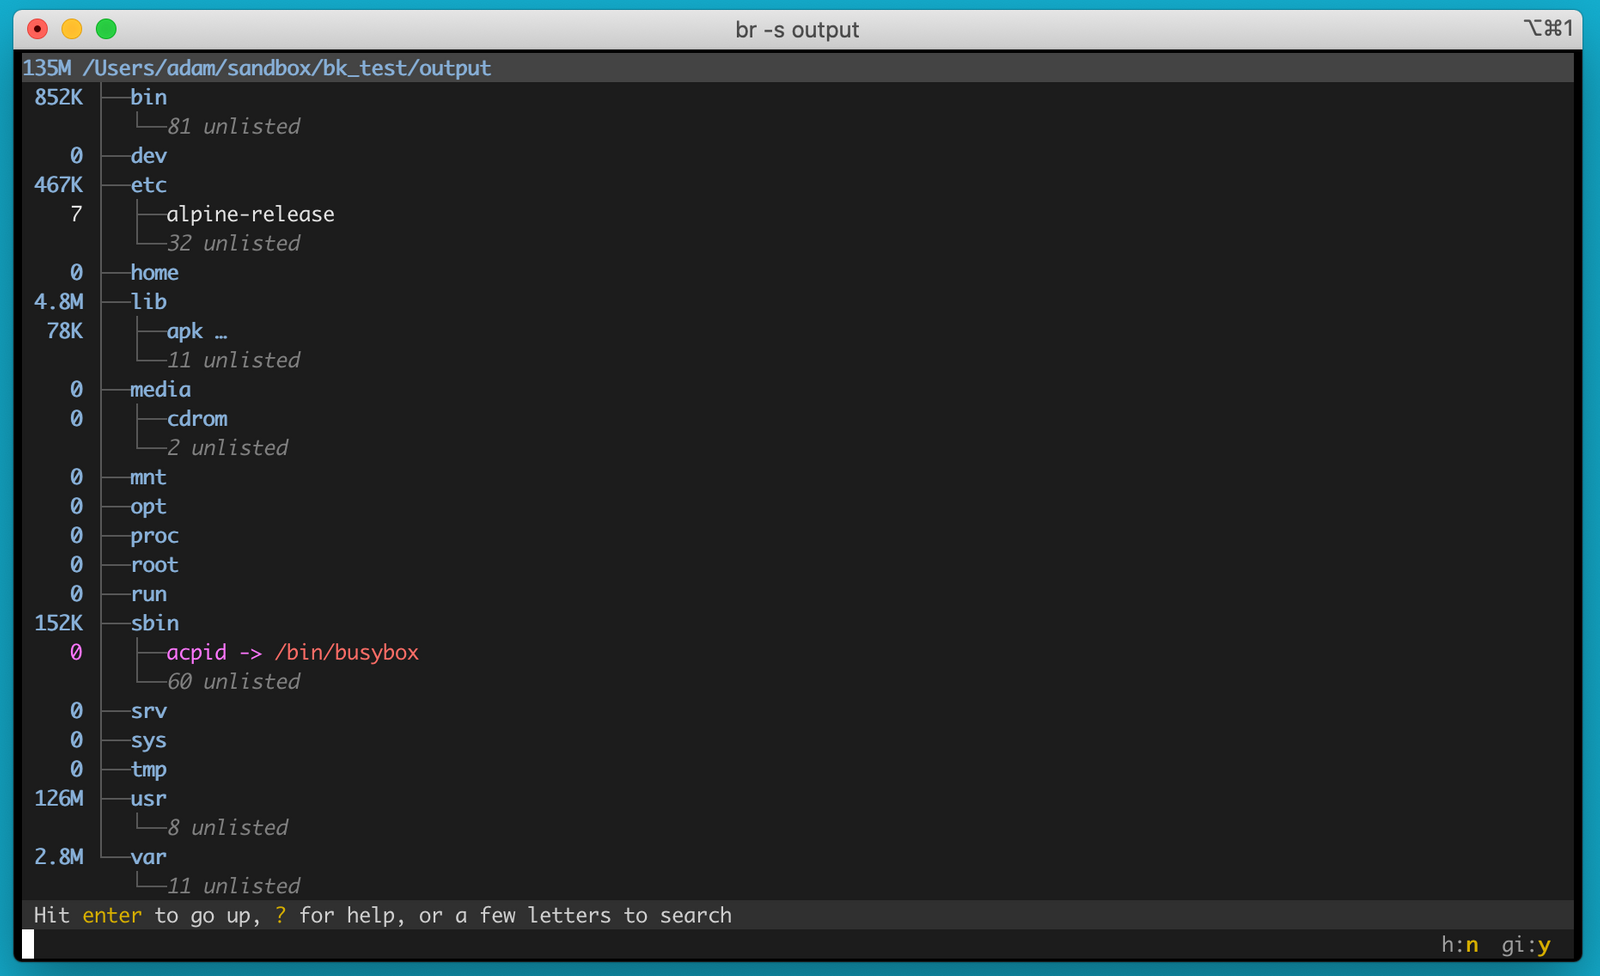 br -s output
⌥⌘1
135M /Users/adam/sandbox/bk_test/output
852K ├──bin
│  └──81 unlisted
0 ├──dev
467K ├──etc
7 │  ├──alpine-release
│  └──32 unlisted
0 ├──home
4.8M ├──lib
78K │  ├──apk …
│  └──11 unlisted
0 ├──media
0 │  ├──cdrom
│  └──2 unlisted
0 ├──mnt
0 ├──opt
0 ├──proc
0 ├──root
0 ├──run
152K ├──sbin
0 │  ├──acpid -> /bin/busybox
│  └──60 unlisted
0 ├──srv
0 ├──sys
0 ├──tmp
126M ├──usr
│  └──8 unlisted
2.8M └──var
└──11 unlisted
Hit enter to go up, ? for help, or a few letters to search
h:n  gi:y